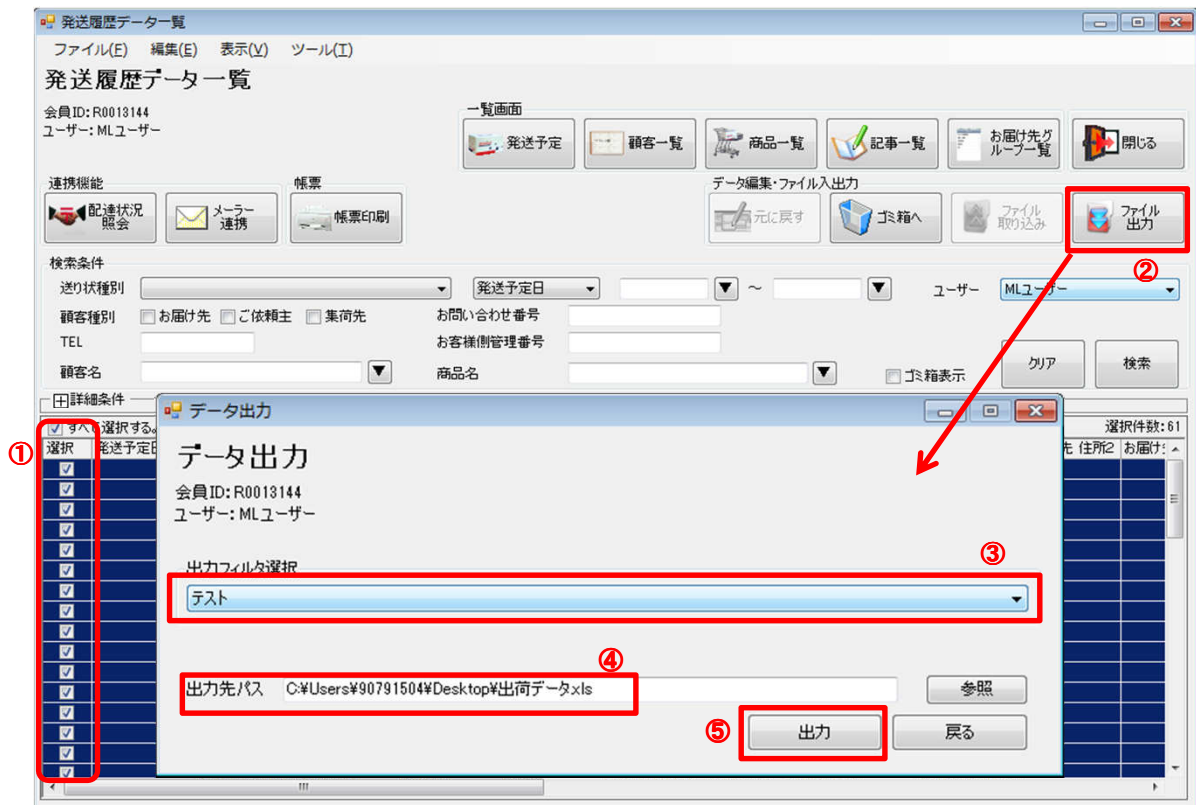 発送履歴データ一覧
ファイル(F) 編集(E) 表示(V) ツール(T)
発送履歴データ一覧
会員ID:R0013144
ユーザー:MLユーザー
一覧画面
発送予定
顧客一覧
商品一覧
記事一覧
お届け先グ
ループ一覧
閉じる
連携機能
配達状況
照会
メーラー
連携
帳票
帳票印刷
データ編集・ファイル入出力
元に戻す
ゴミ箱へ
ファイル
取り込み
ファイル
出力
②
検索条件
送り状種別
発送予定日
~
ユーザー MLユーザー
顧客種別 お届け先 ご依頼主 集荷先
お問い合わせ番号
TEL
お客様側管理番号
顧客名
商品名
ゴミ箱表示
クリア
検索
詳細条件
すべて選択する。
選択件数:61
①
選択 発送予定日
先 住所2 お届け
データ出力
データ出力
会員ID:R0013144
ユーザー:MLユーザー
出力フィルタ選択
③
テスト
④
出力先パス C:¥Users¥90791504¥Desktop¥出荷データxls
参照
⑤
出力
戻る